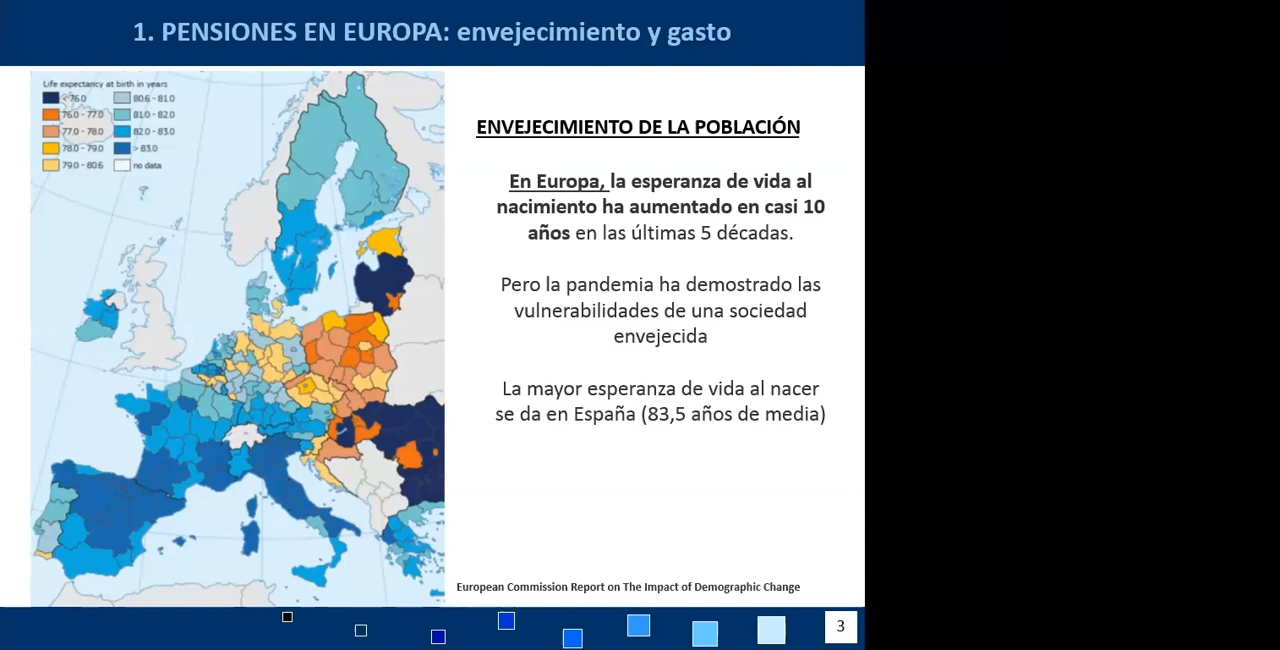 1. PENSIONES EN EUROPA: envejecimiento y gasto
Life expectancy at birth in years
< 76.0
76.0 - 77.0
77.0 - 78.0
78.0 - 79.0
79.0 - 80.6
80.6 - 81.0
81.0 - 82.0
82.0 - 83.0
> 83.0
no data
ENVEJECIMIENTO DE LA POBLACIÓN
En Europa, la esperanza de vida al
nacimiento ha aumentado en casi 10
años en las últimas 5 décadas.
Pero la pandemia ha demostrado las
vulnerabilidades de una sociedad
envejecida
La mayor esperanza de vida al nacer
se da en España (83,5 años de media)
European Commission Report on The Impact of Demographic Change
3